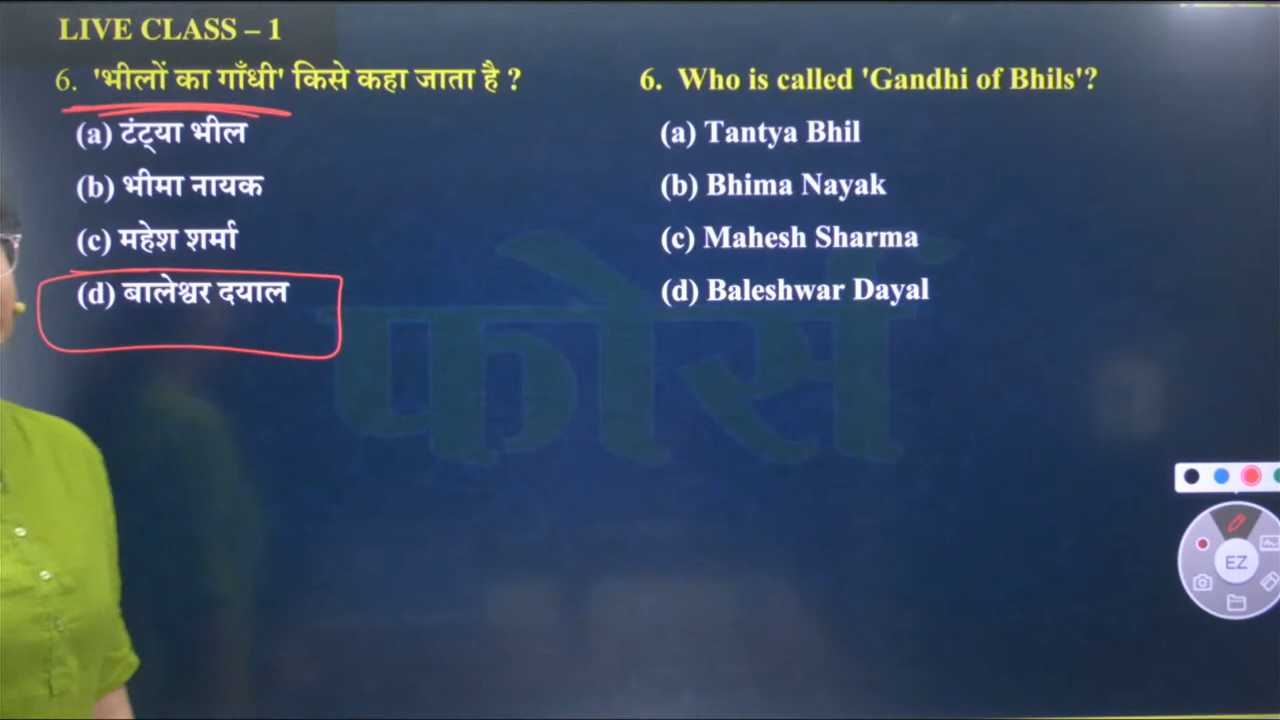 LIVE CLASS – 1
6. 'भीलों का गाँधी' किसे कहा जाता है ?
(a) टंट्या भील
(b) भीमा नायक
(c) महेश शर्मा
(d) बालेश्वर दयाल
6. Who is called 'Gandhi of Bhils'?
(a) Tantya Bhil
(b) Bhima Nayak
(c) Mahesh Sharma
(d) Baleshwar Dayal
फोर्स
EZ